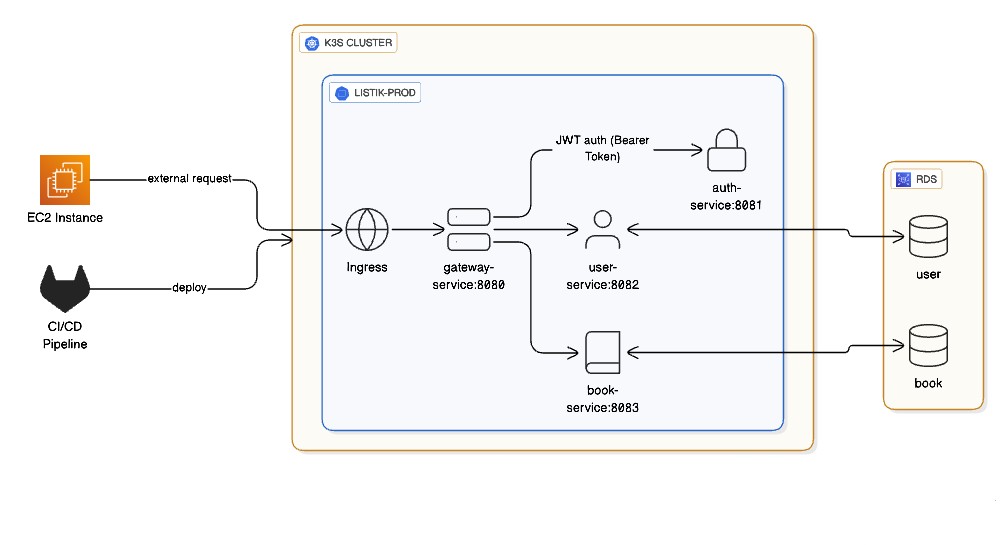 K3S CLUSTER
LISTIK-PROD
JWT auth (Bearer
Token)
auth-
service:8081
RDS
external request
EC2 Instance
Ingress
gateway-
service:8080
user-
service:8082
user
deploy
CI/CD
Pipeline
book-
service:8083
book